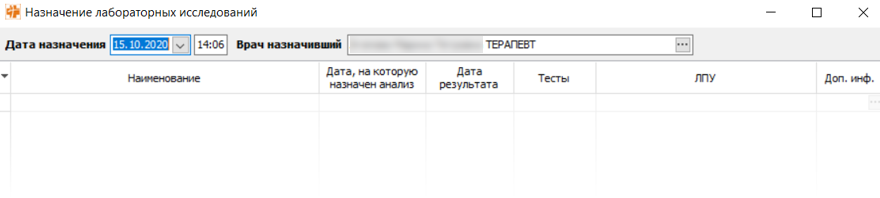 Назначение лабораторных исследований
Дата назначения 15.10.2020 14:06 Врач назначивший ТЕРАПЕВТ ...
Наименование
Дата, на которую
назначен анализ
Дата
результата
Тесты
ЛПУ
Доп. инф.
...